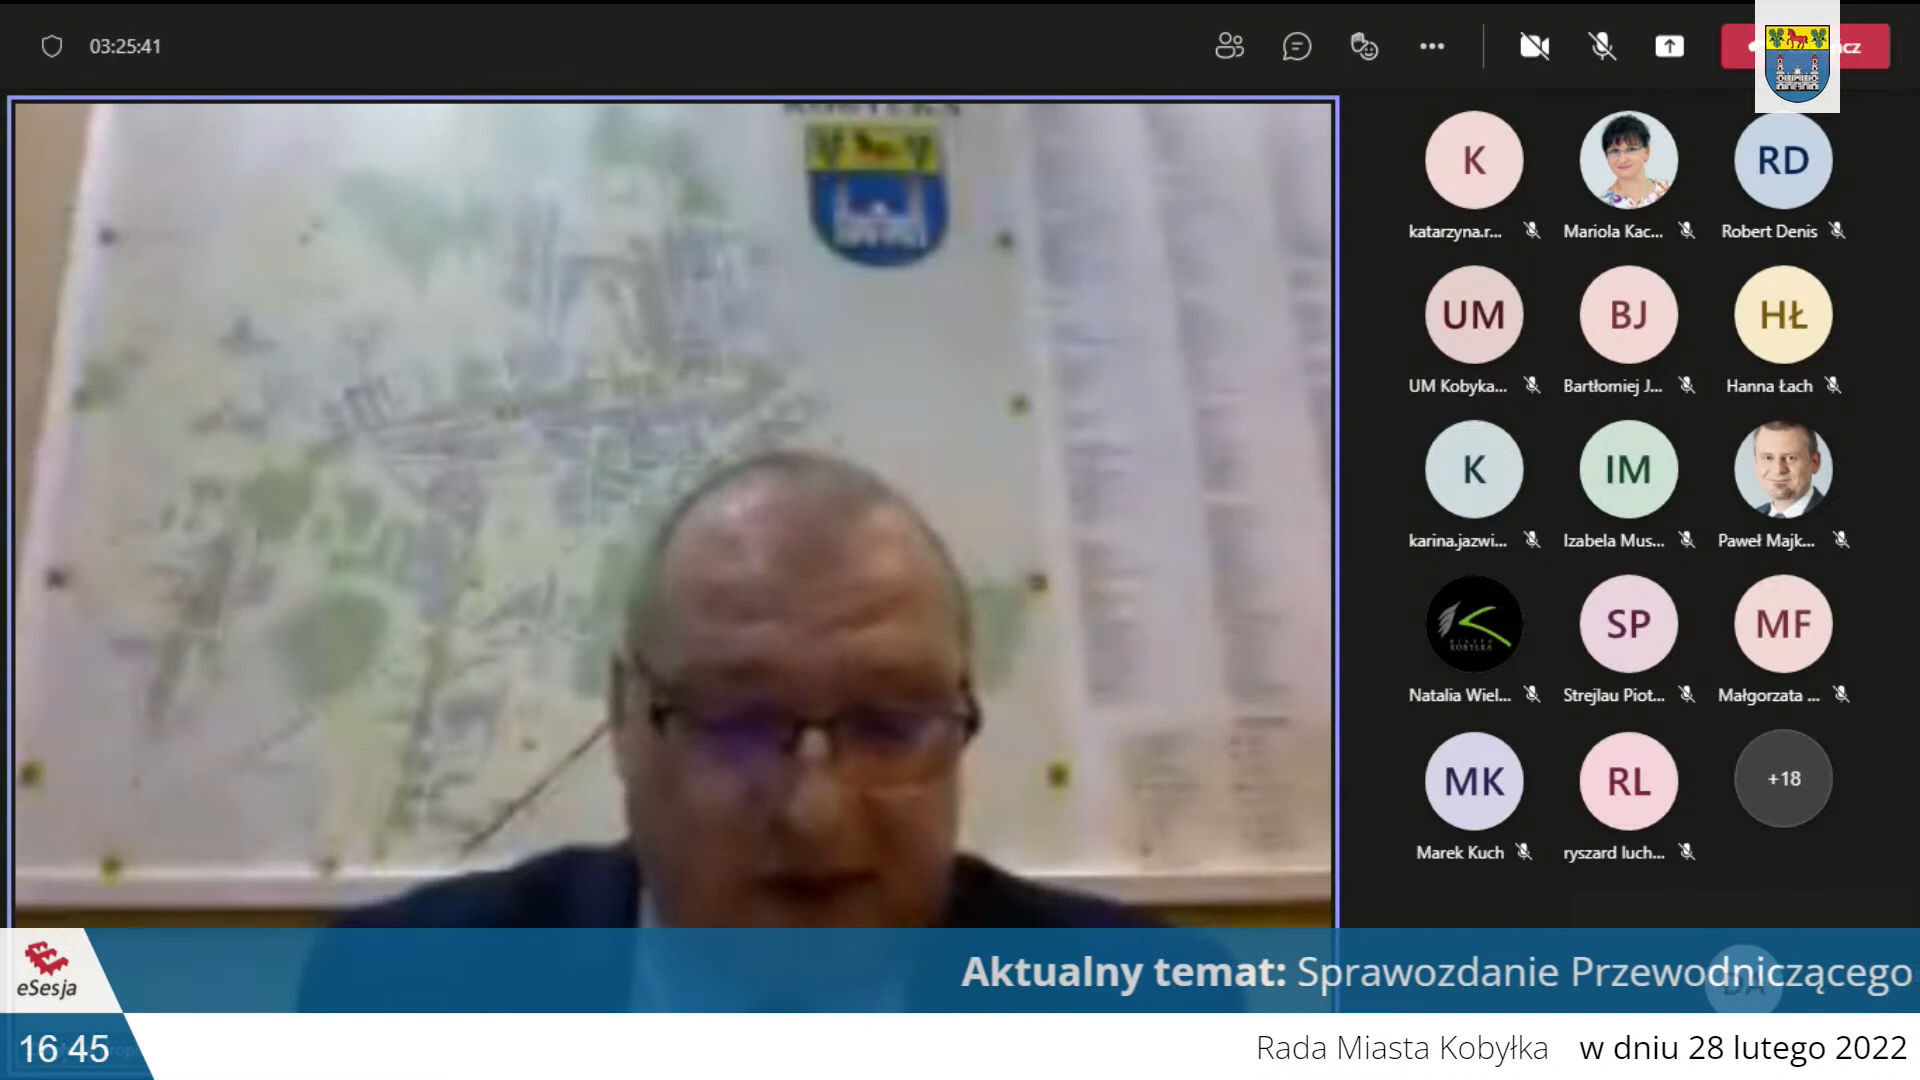 03:25:41
K
RD
katarzyna.r...
Mariola Kac...
Robert Denis
UM
BJ
HŁ
UM Kobyka...
Bartłomiej J...
Hanna Łach
K
IM
karina.jazwi...
Izabela Mus...
Paweł Majk...
SP
MF
Natalia Wiel...
Strejlau Piot...
Małgorzata ...
MK
RL
+18
Marek Kuch
ryszard luch...
eSesja
Aktualny temat: Sprawozdanie Przewodniczącego
DA
16:45
Rada Miasta Kobyłka w dniu 28 lutego 2022